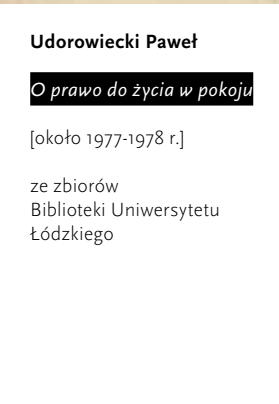 Udorowiecki Paweł
O prawo do życia w pokoju
[około 1977-1978 r.]
ze zbiorów
Biblioteki Uniwersytetu
Łódzkiego